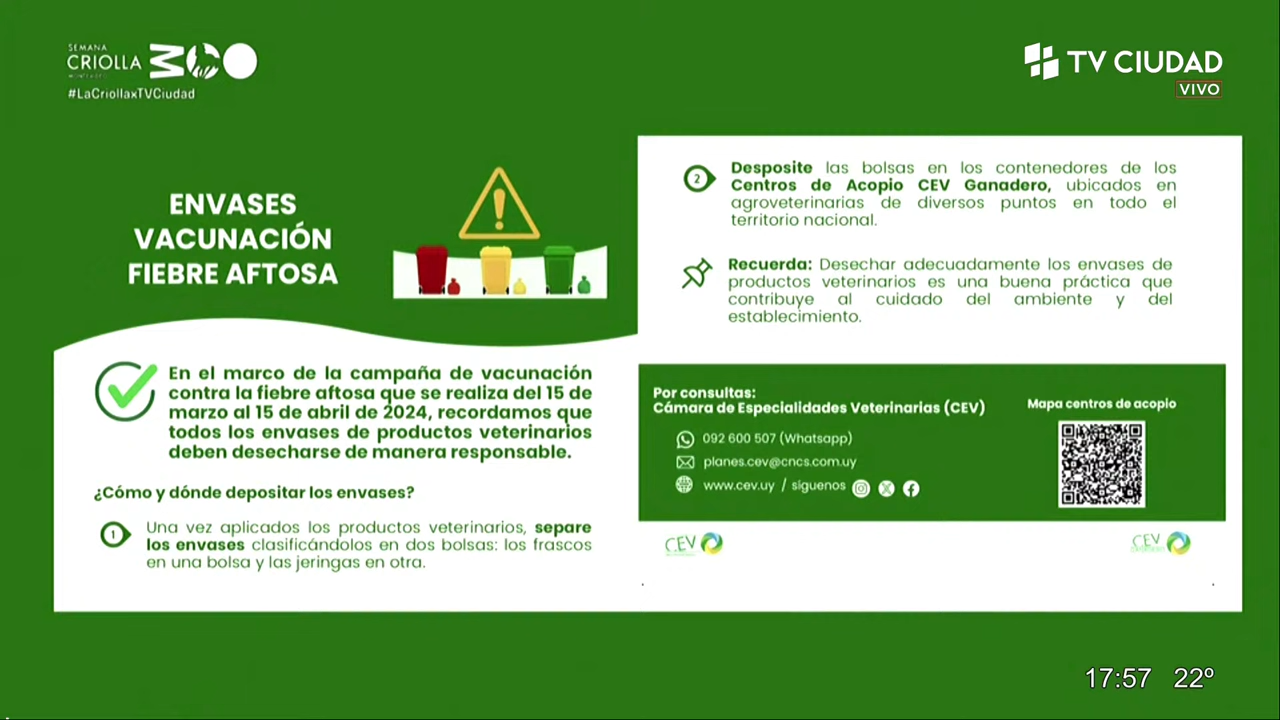 SEMANA
CRIOLLA
MONTEVIDEO
#LaCriollaxTVCiudad
TV CIUDAD
VIVO
ENVASES
VACUNACIÓN
FIEBRE AFTOSA
En el marco de la campaña de vacunación
contra la fiebre aftosa que se realiza del 15 de
marzo al 15 de abril de 2024, recordamos que
todos los envases de productos veterinarios
deben desecharse de manera responsable.
¿Cómo y dónde depositar los envases?
1
Una vez aplicados los productos veterinarios, separe
los envases clasificándolos en dos bolsas: los frascos
en una bolsa y las jeringas en otra.
2
Desposite las bolsas en los contenedores de los
Centros de Acopio CEV Ganadero, ubicados en
agroveterinarias de diversos puntos en todo el
territorio nacional.
Recuerda: Desechar adecuadamente los envases de
productos veterinarios es una buena práctica que
contribuye al cuidado del ambiente y del
establecimiento.
Por consultas:
Cámara de Especialidades Veterinarias (CEV)
092 600 507 (Whatsapp)
planes.cev@cncs.com.uy
www.cev.uy / síguenos
Mapa centros de acopio
CEV
CEV
17:57 22º